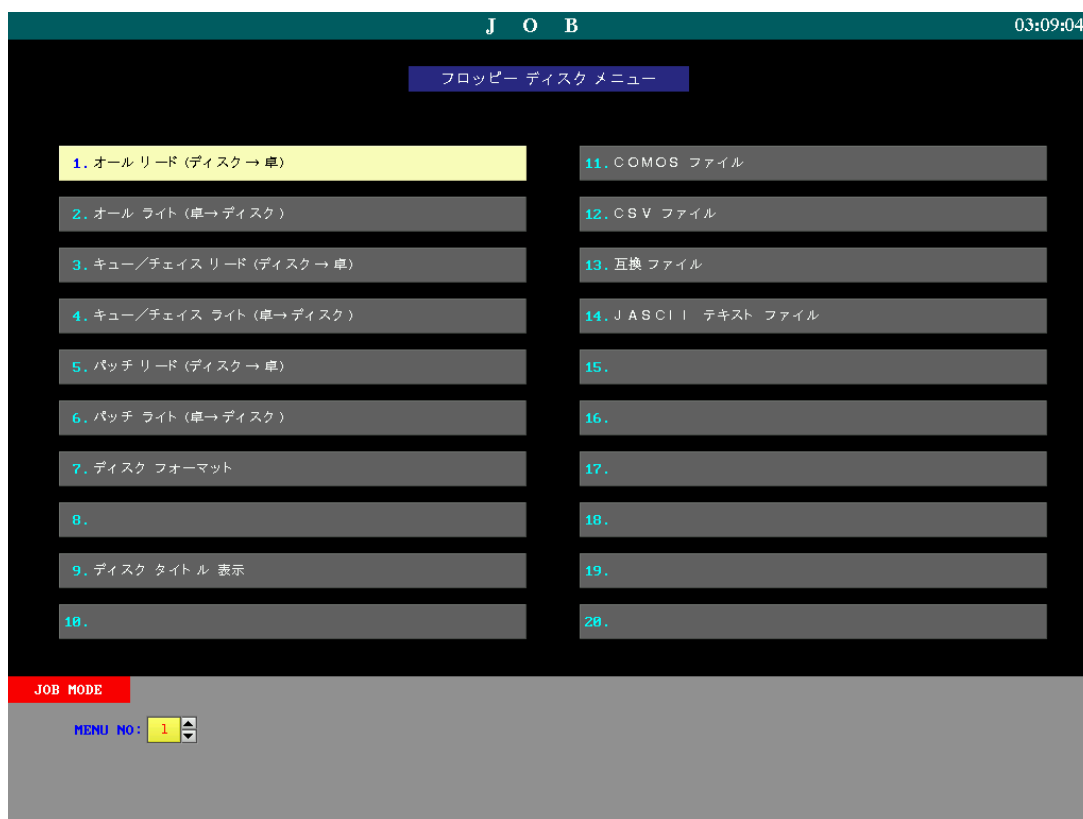 J O B
03:09:04
フロッピー ディスク メニュー
1. オール リード (ディスク→ 卓)
2. オール ライト (卓→ディスク)
3. キュー／チェイス リード (ディスク→ 卓)
4. キュー／チェイス ライト (卓→ディスク)
5. パッチ リード (ディスク→ 卓)
6. パッチ ライト (卓→ディスク)
7. ディスク フォーマット
8.
9. ディスク タイトル 表示
10.
11. ＣＯＭＯＳ ファイル
12. ＣＳＶ ファイル
13. 互換 ファイル
14. ＪＡＳＣＩＩ テキスト ファイル
15.
16.
17.
18.
19.
20.
JOB MODE
MENU NO: 1